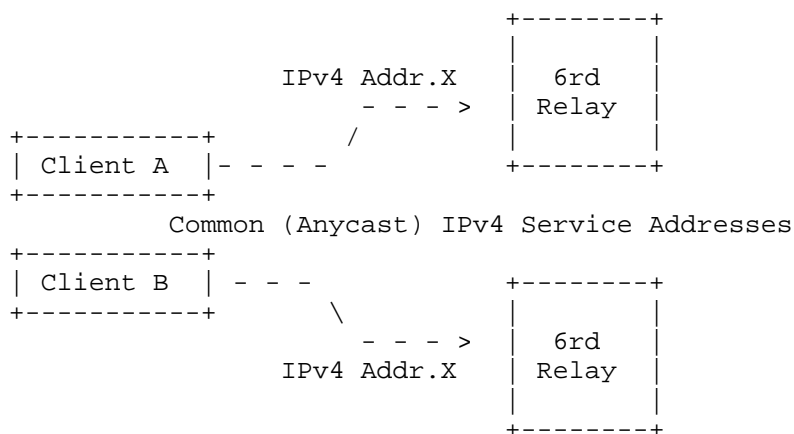 IPv4 Addr.X
6rd
Relay
Client A
Common (Anycast) IPv4 Service Addresses
Client B
6rd
IPv4 Addr.X
Relay